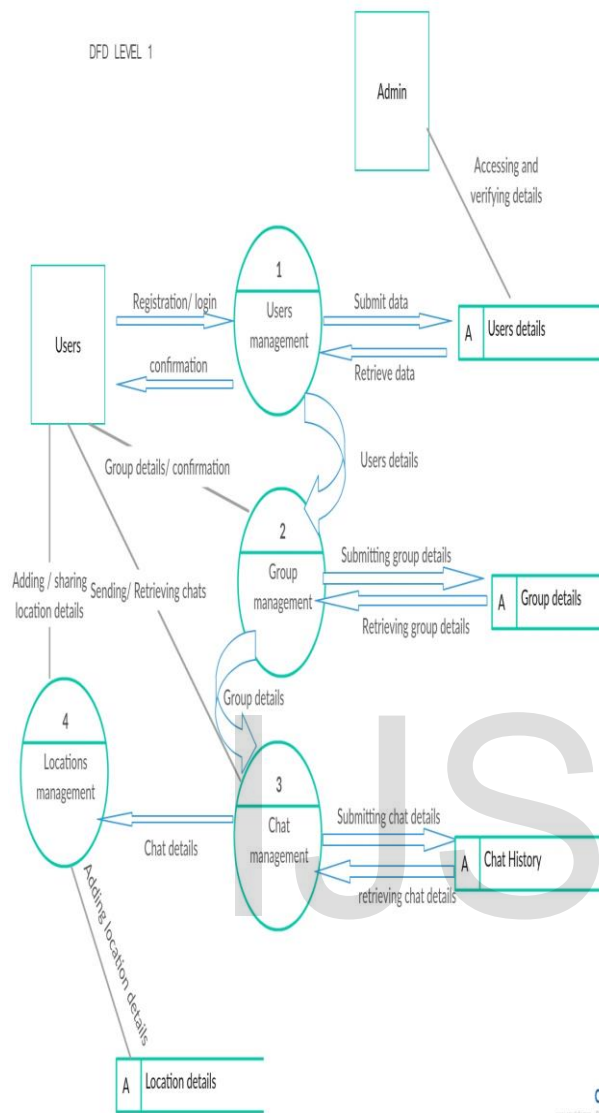 DFD LEVEL 1
Admin
Accessing and
verifying details
1
Users
management
Registration/ login
confirmation
Users
Submit data
Retrieve data
A
Users details
Users details
Group details/ confirmation
2
Group
management
Submitting group details
Retrieving group details
A
Group details
Adding / sharing
location details
Sending/ Retrieving chats
Group details
4
Locations
management
3
Chat
management
Chat details
Submitting chat details
retrieving chat details
A
Chat History
Adding location details
A
Location details
IJS